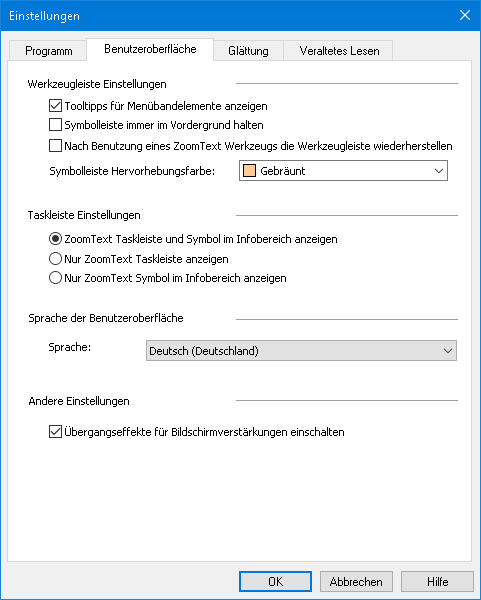 Einstellungen
Programm Benutzeroberfläche Glättung Veraltetes Lesen
Werkzeugleiste Einstellungen
Tooltipps für Menübandelemente anzeigen
Symbolleiste immer im Vordergrund halten
Nach Benutzung eines ZoomText Werkzeugs die Werkzeugleiste wiederherstellen
Symbolleiste Hervorhebungsfarbe: Gebräunt
Taskleiste Einstellungen
ZoomText Taskleiste und Symbol im Infobereich anzeigen
Nur ZoomText Taskleiste anzeigen
Nur ZoomText Symbol im Infobereich anzeigen
Sprache der Benutzeroberfläche
Sprache: Deutsch (Deutschland)
Andere Einstellungen
Übergangseffekte für Bildschirmverstärkungen einschalten
OK Abbrechen Hilfe